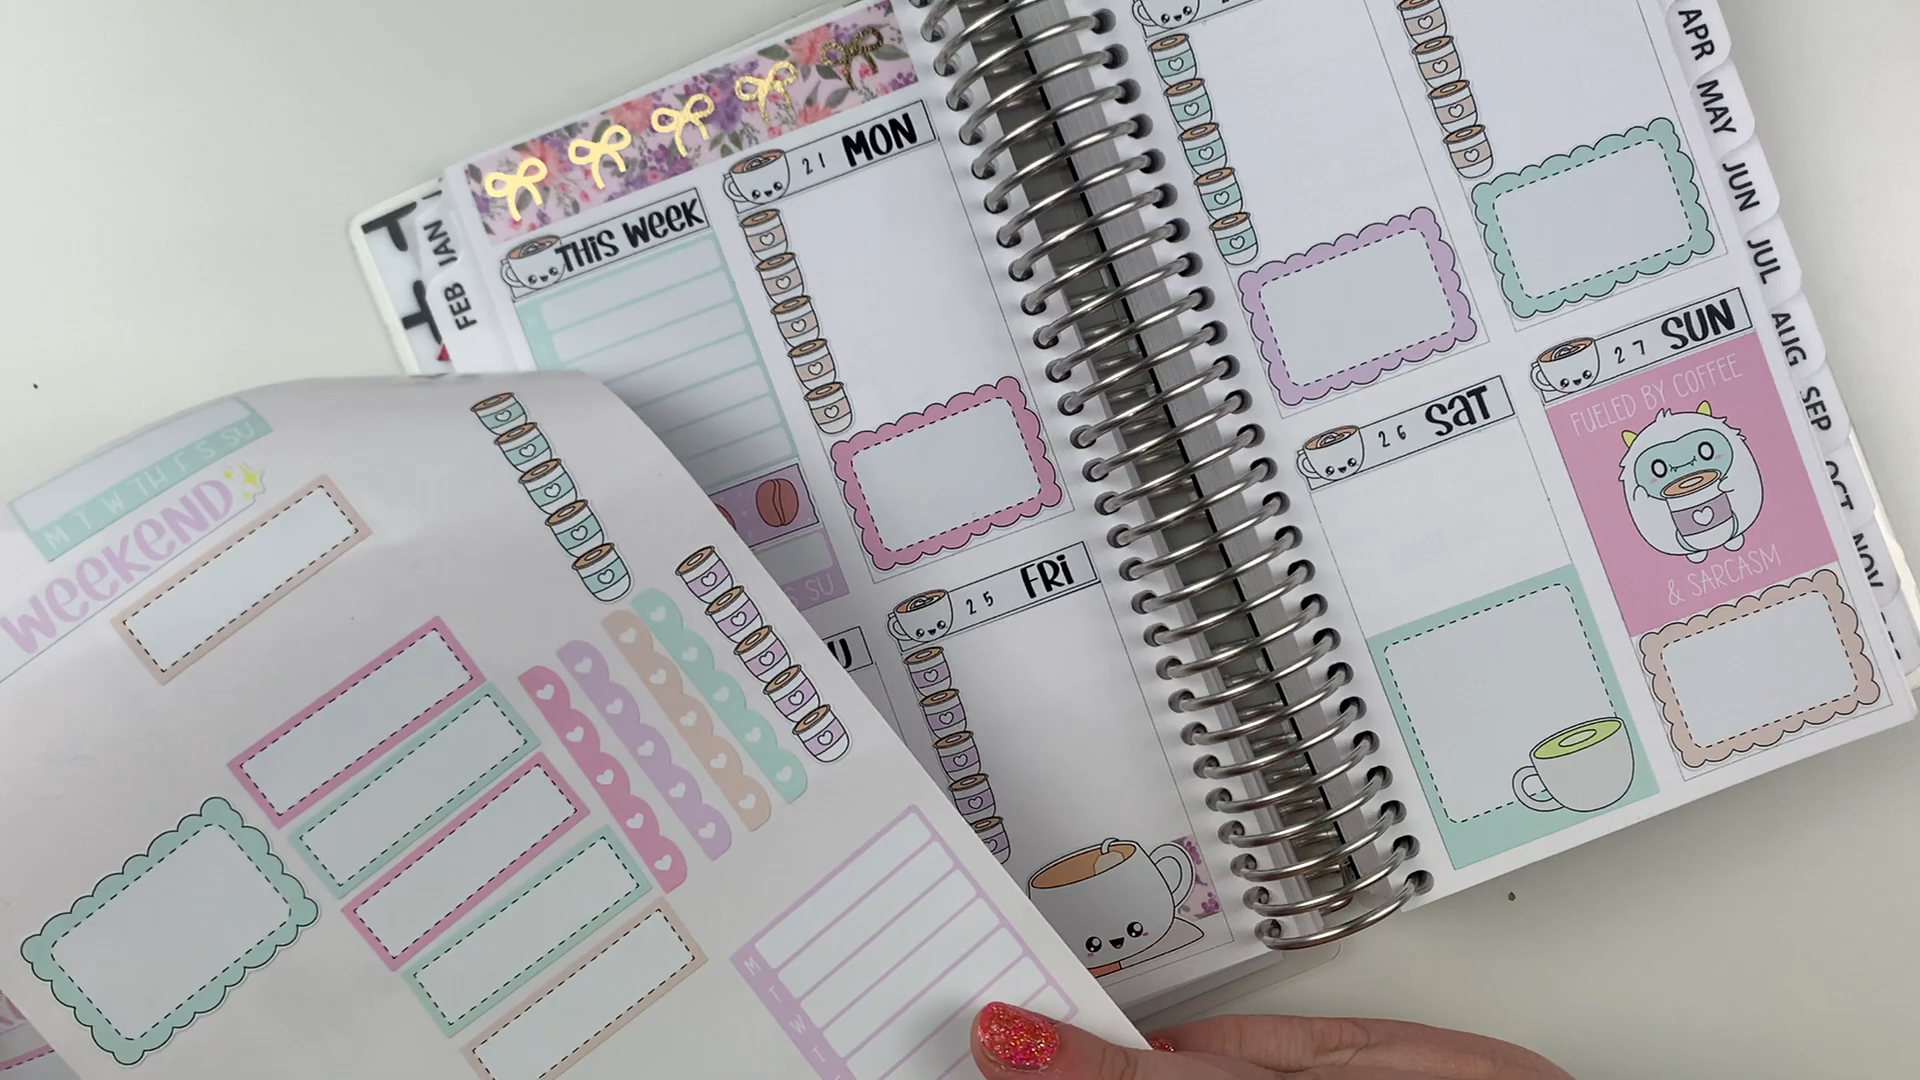 THIS WEEK
21 MON
25 FRI
26 SAT
27 SUN
FUELED BY COFFEE
& SARCASM
S SU
U
M T W TH F S SU
WEEKEND
M
T
W
T
JAN
FEB
APR
MAY
JUN
JUL
AUG
SEP
OCT
NOV